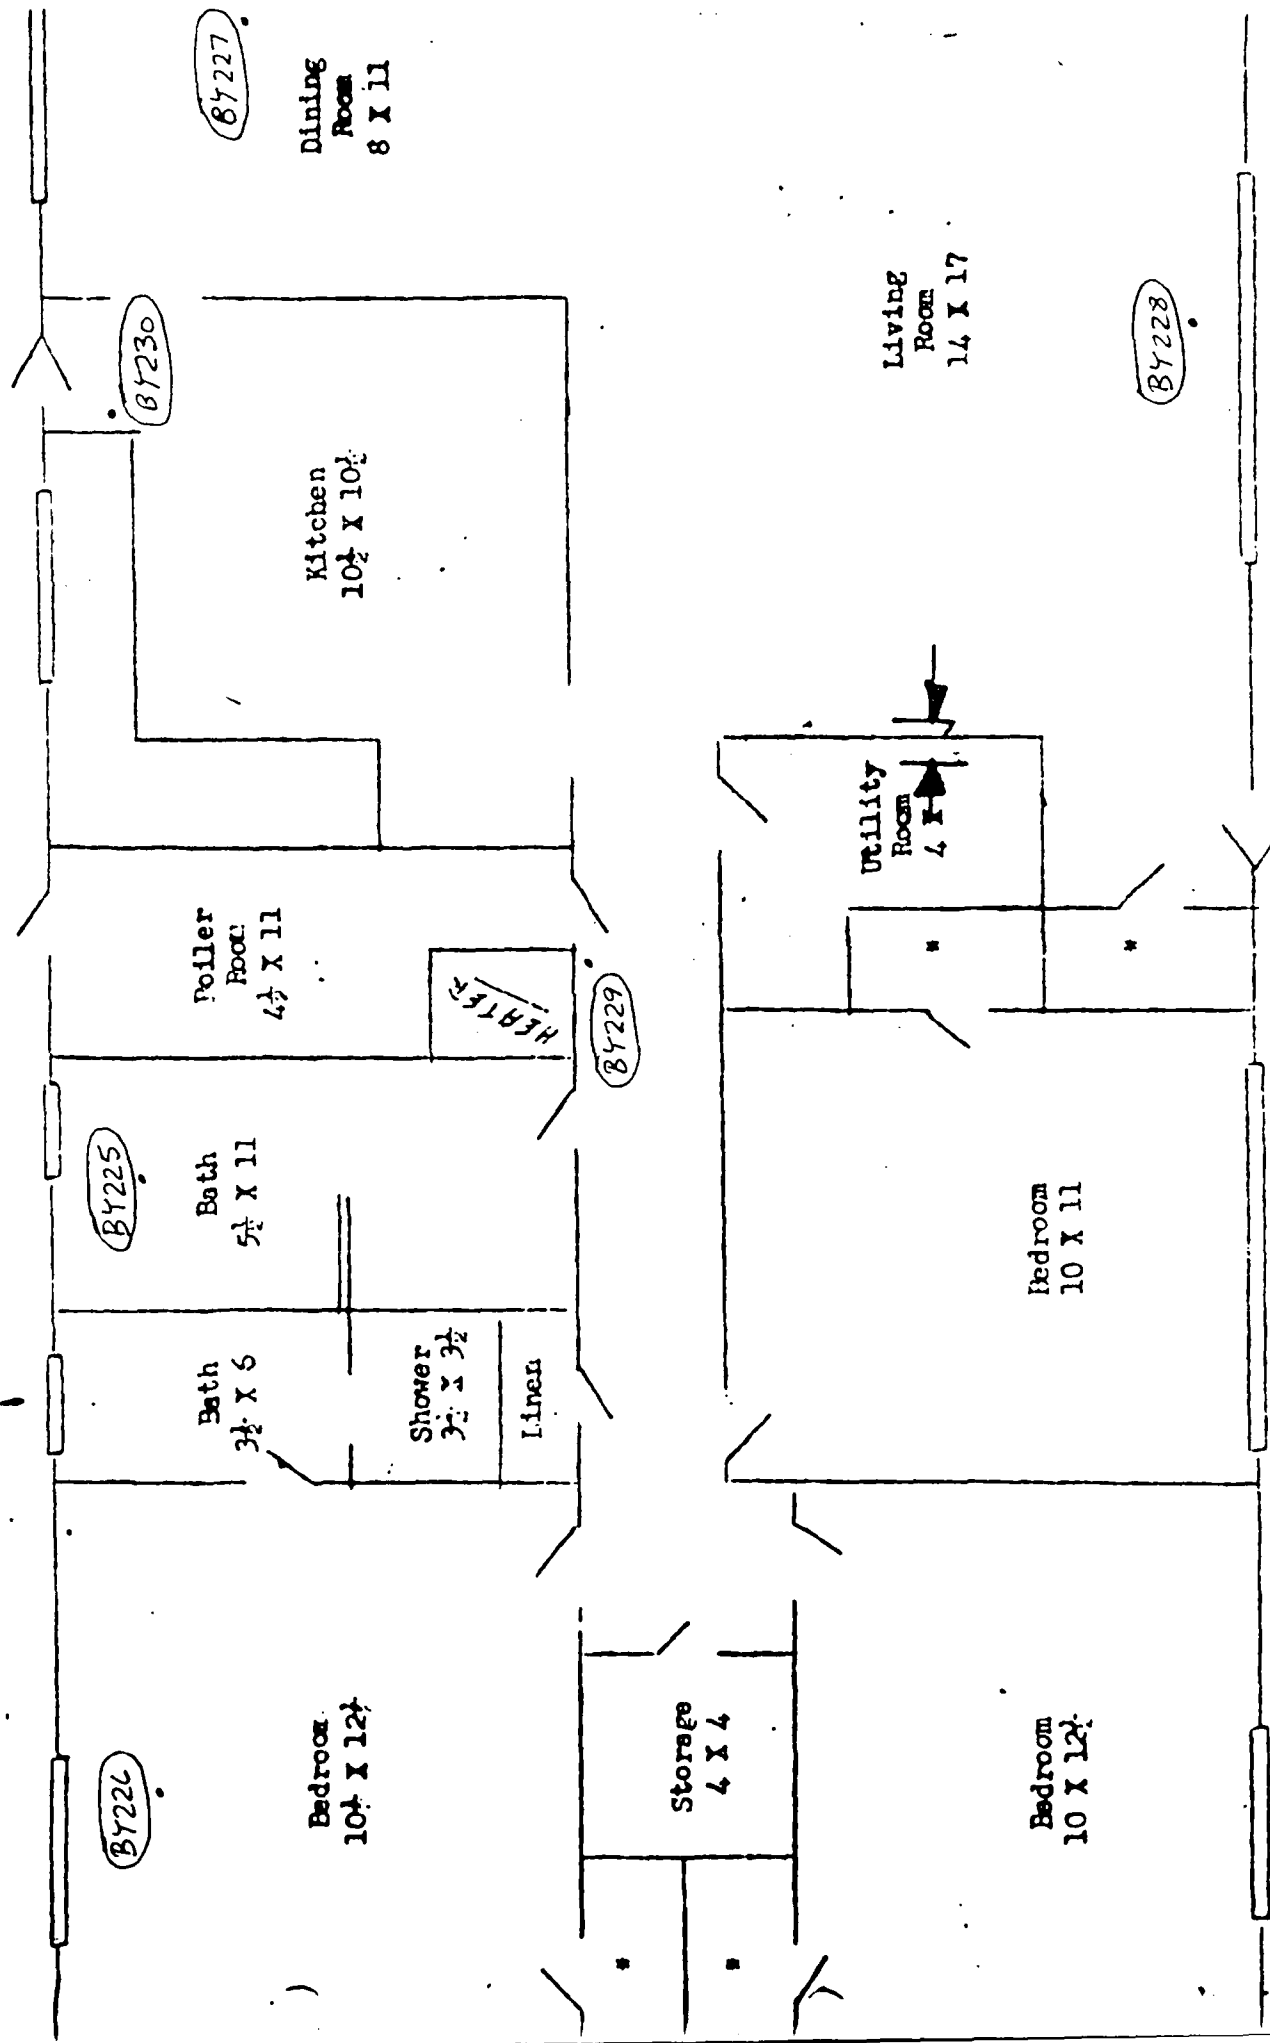 BY227
Dining
Room
8 X 11
BY230
Kitchen
10½ X 10½
Living
Room
14 X 17
BY228
Utility
Room
4 X
Boiler
Room
4½ X 11
HEATER
BY229
BY225
Bath
5½ X 11
Bath
3½ X 6
Shower
3½ X 3½
Linen
*
*
Bedroom
10 X 11
BY226
Bedroom
10½ X 12½
Storage
4 X 4
*
*
Bedroom
10 X 12½